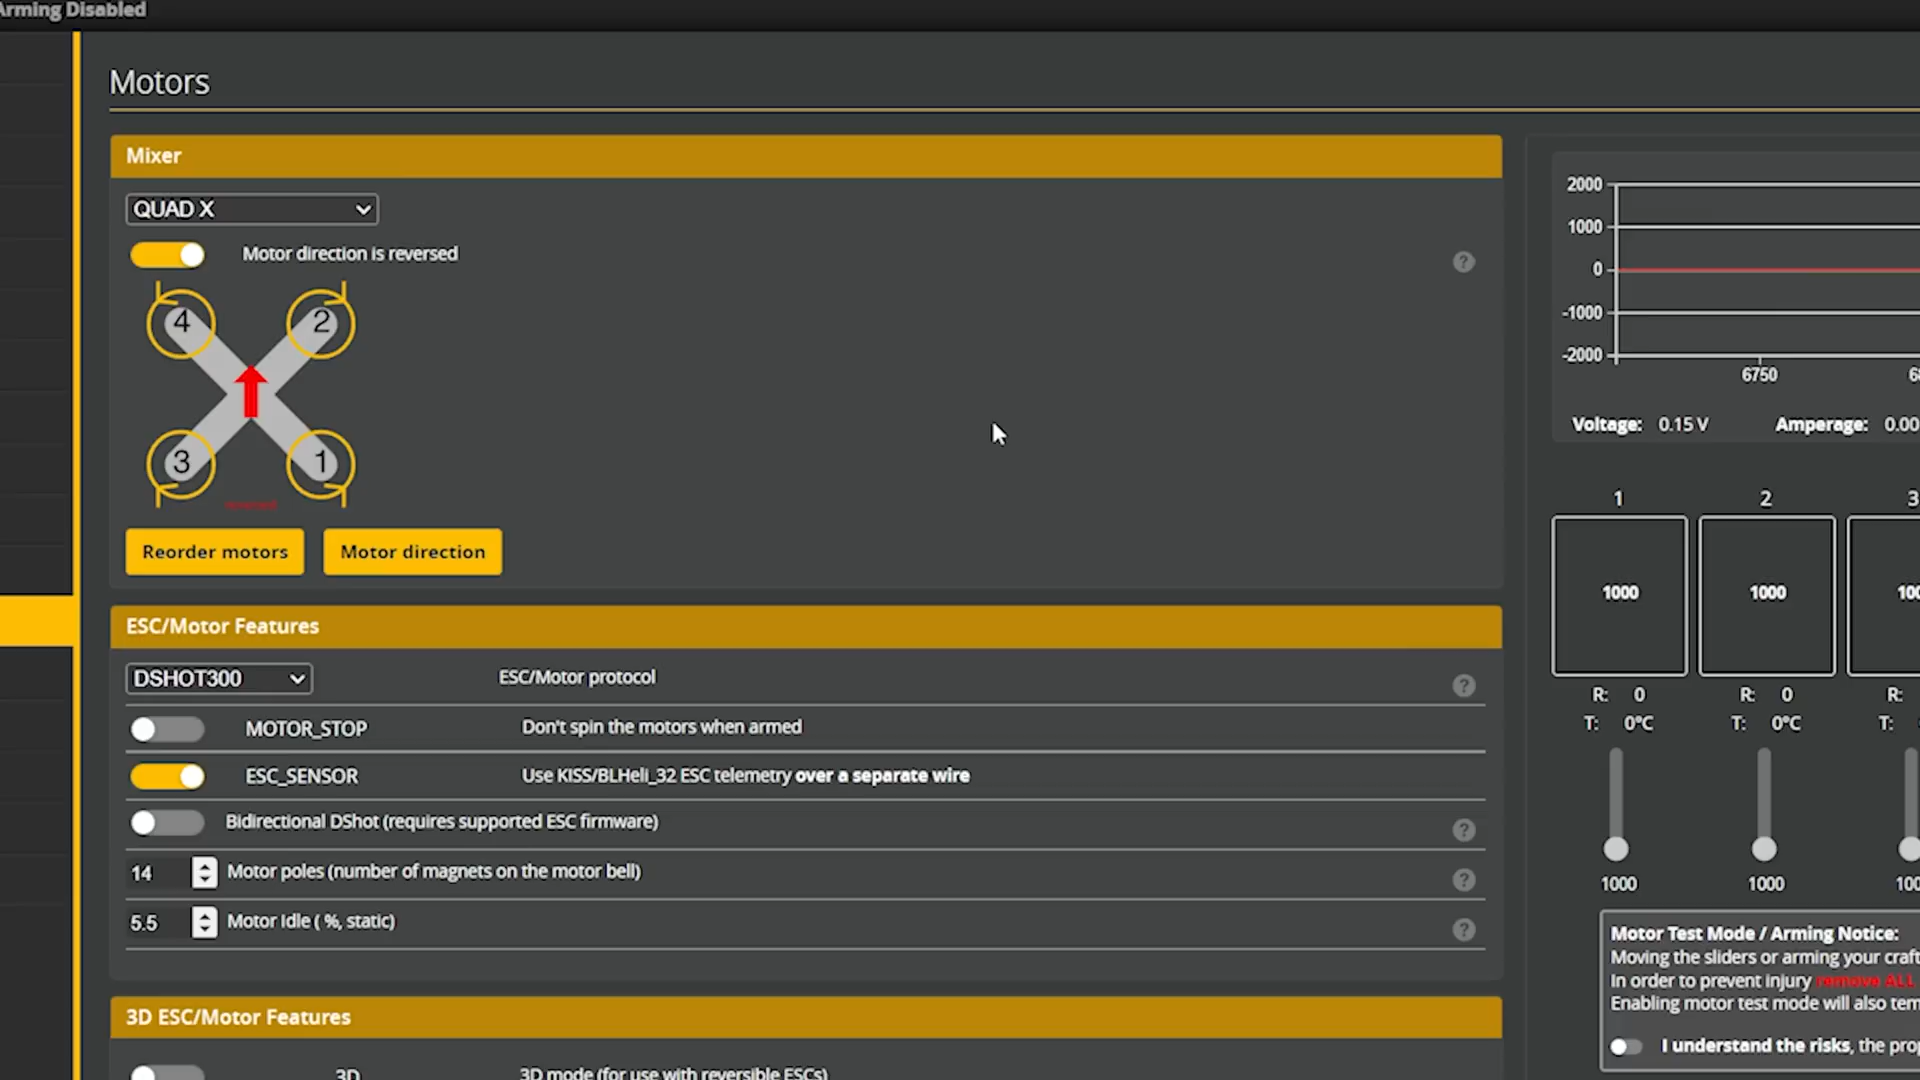 Arming Disabled
Motors
Mixer
QUAD X
Motor direction is reversed
4
2
3
1
reversed
Reorder motors
Motor direction
ESC/Motor Features
DSHOT300
ESC/Motor protocol
MOTOR_STOP
Don't spin the motors when armed
ESC_SENSOR
Use KISS/BLHeli_32 ESC telemetry over a separate wire
Bidirectional DShot (requires supported ESC firmware)
14
Motor poles (number of magnets on the motor bell)
5.5
Motor Idle ( %, static)
3D ESC/Motor Features
3D
3D mode (for use with reversible ESCs)
2000
1000
0
-1000
-2000
6750
Voltage: 0.15 V
Amperage: 0.00
1
2
3
1000
1000
R: 0
R: 0
R:
T: 0°C
T: 0°C
T:
1000
1000
Motor Test Mode / Arming Notice:
Moving the sliders or arming your craft
In order to prevent injury remove ALL
Enabling motor test mode will also
I understand the risks, the